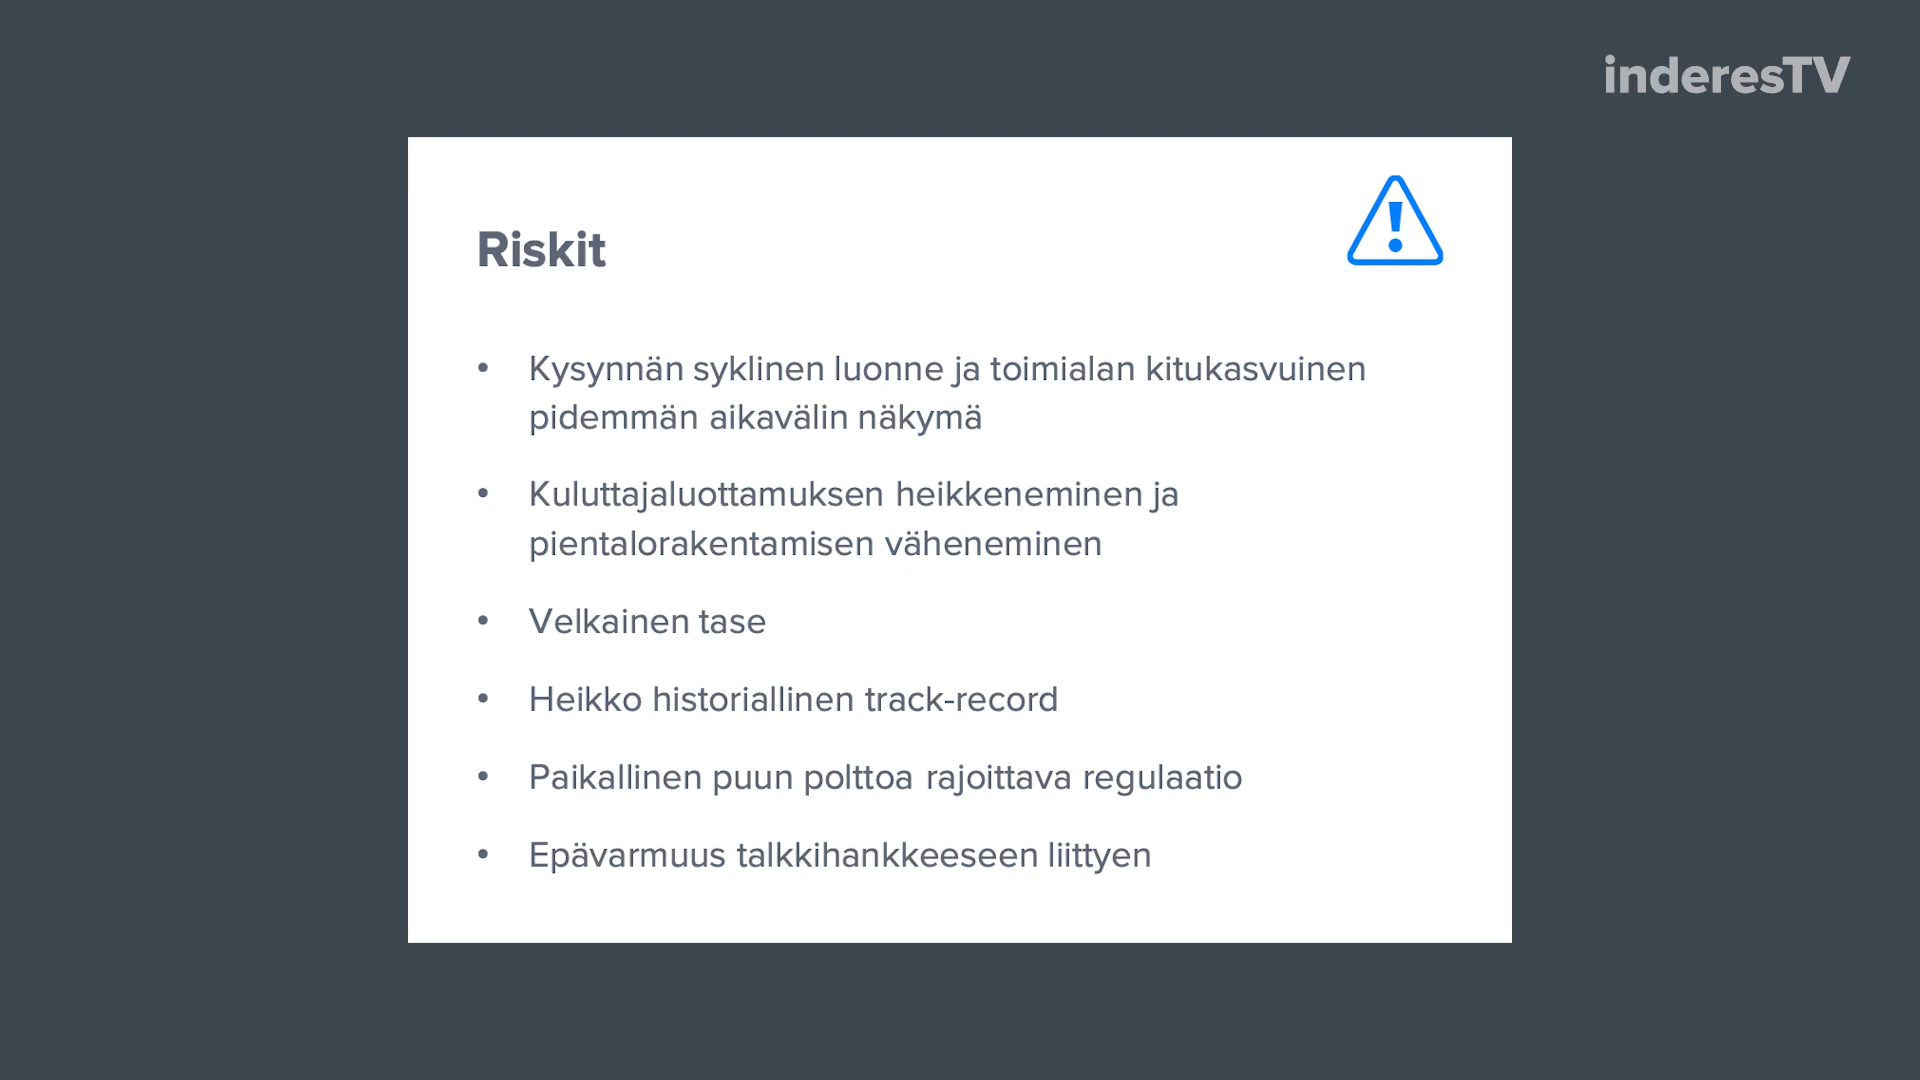 inderesTV
Riskit
• Kysynnän syklinen luonne ja toimialan kitukasvuinen
pidemmän aikavälin näkymä
• Kuluttajaluottamuksen heikkeneminen ja
pientalorakentamisen väheneminen
• Velkainen tase
• Heikko historiallinen track-record
• Paikallinen puun polttoa rajoittava regulaatio
• Epävarmuus talkkihankkeeseen liittyen